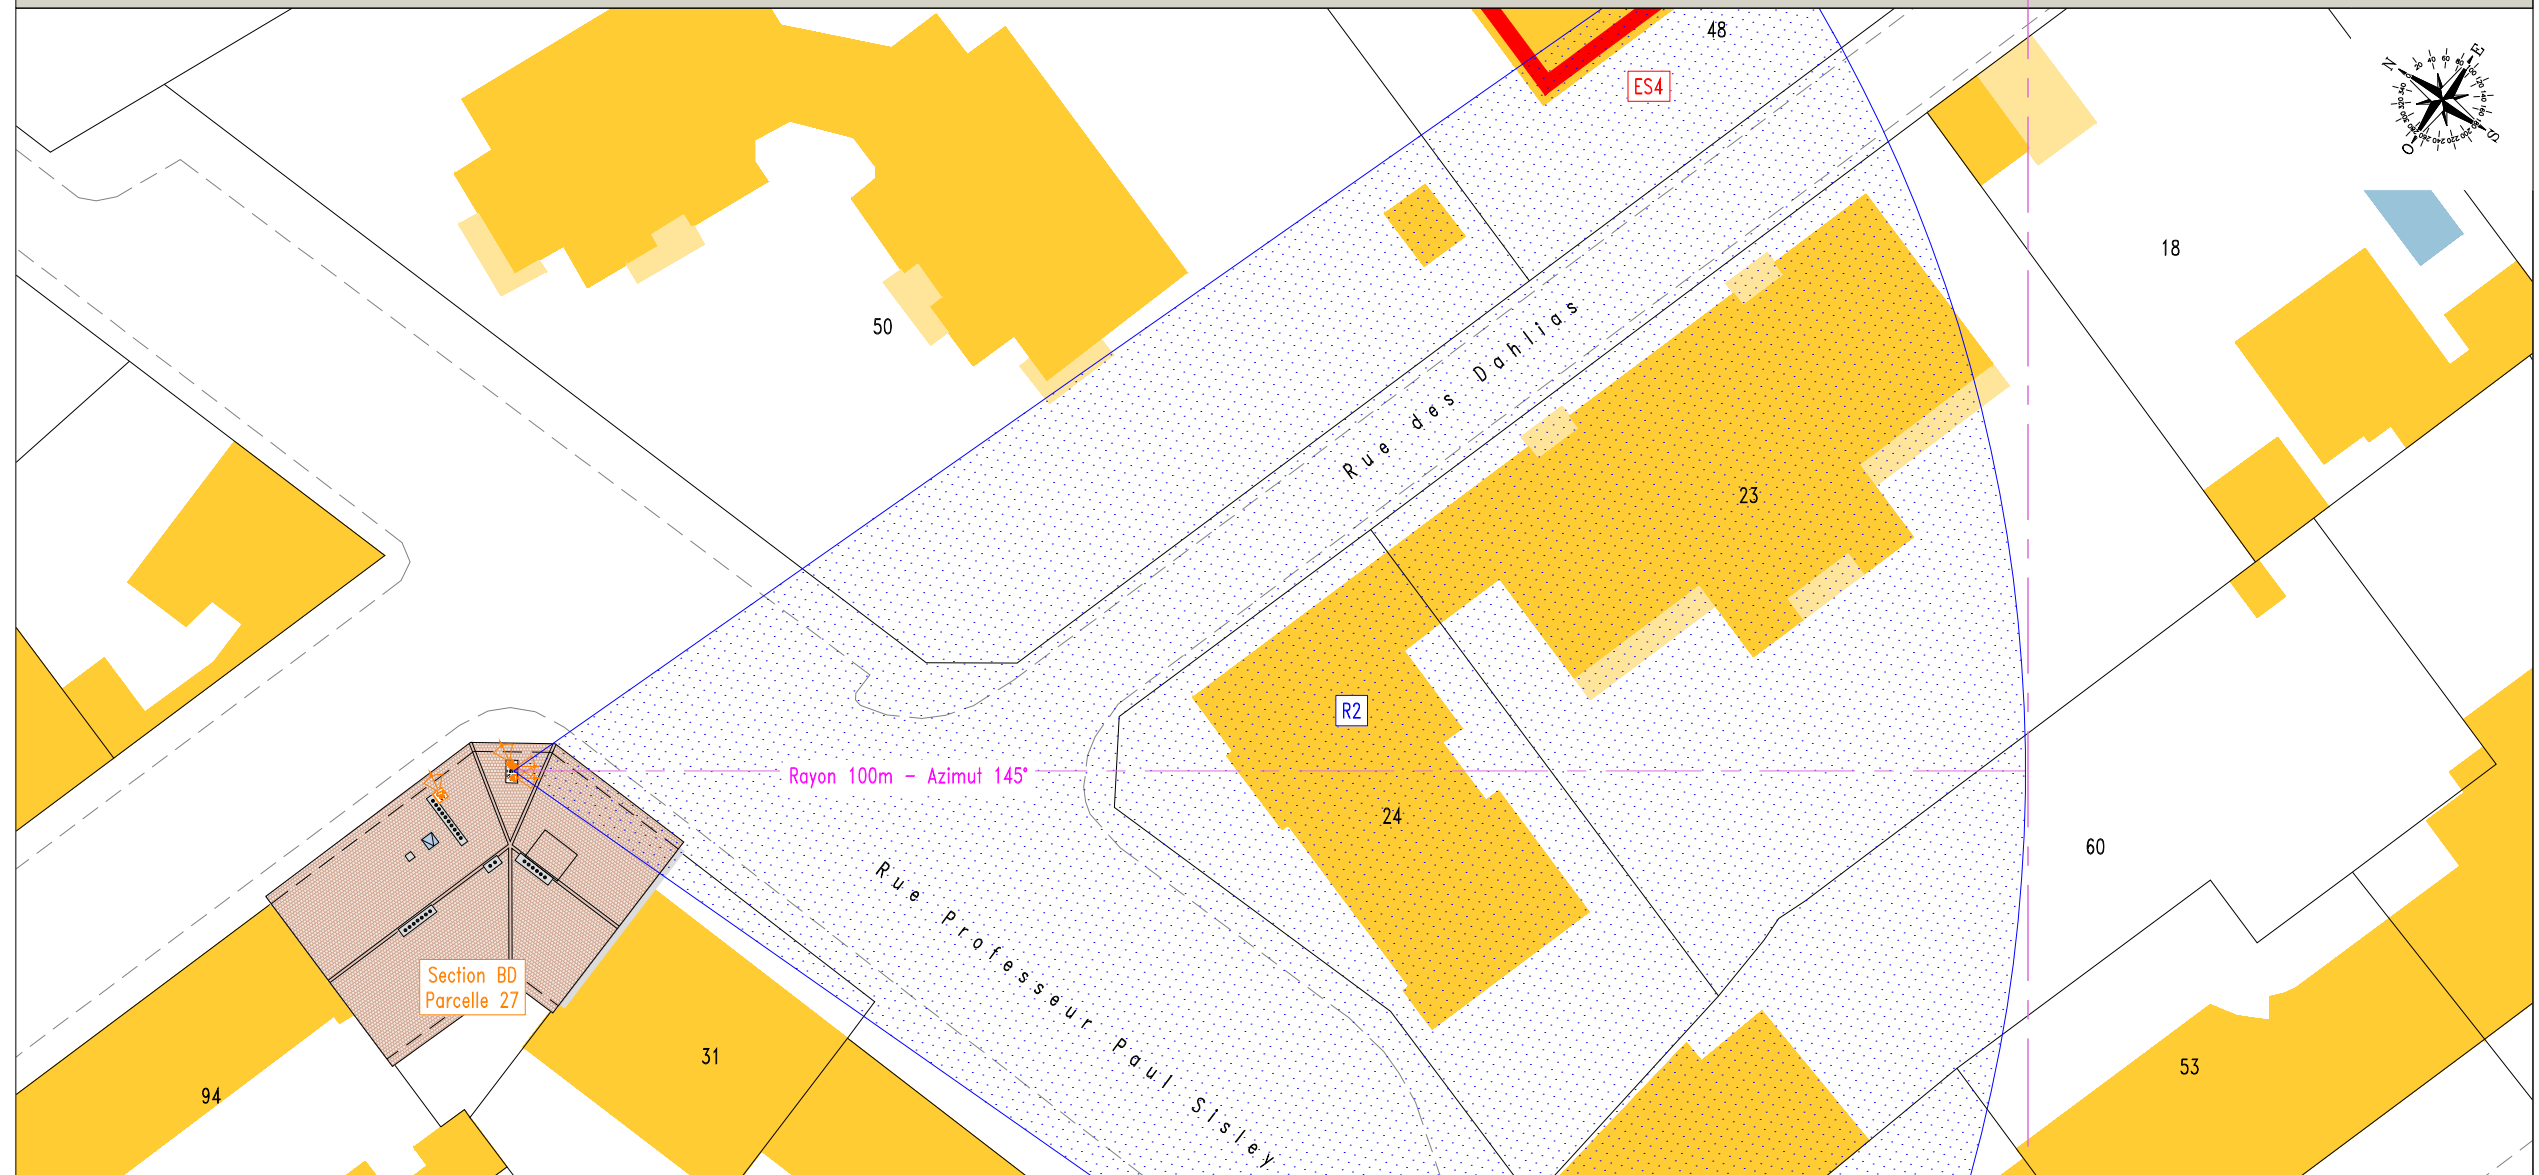 48
ES4
N
E
S
O
18
50
Rue des Dahlias
23
R2
Rayon 100m - Azimut 145°
24
60
Rue Professeur Paul Sisley
Section BD
Parcelle 27
31
53
94